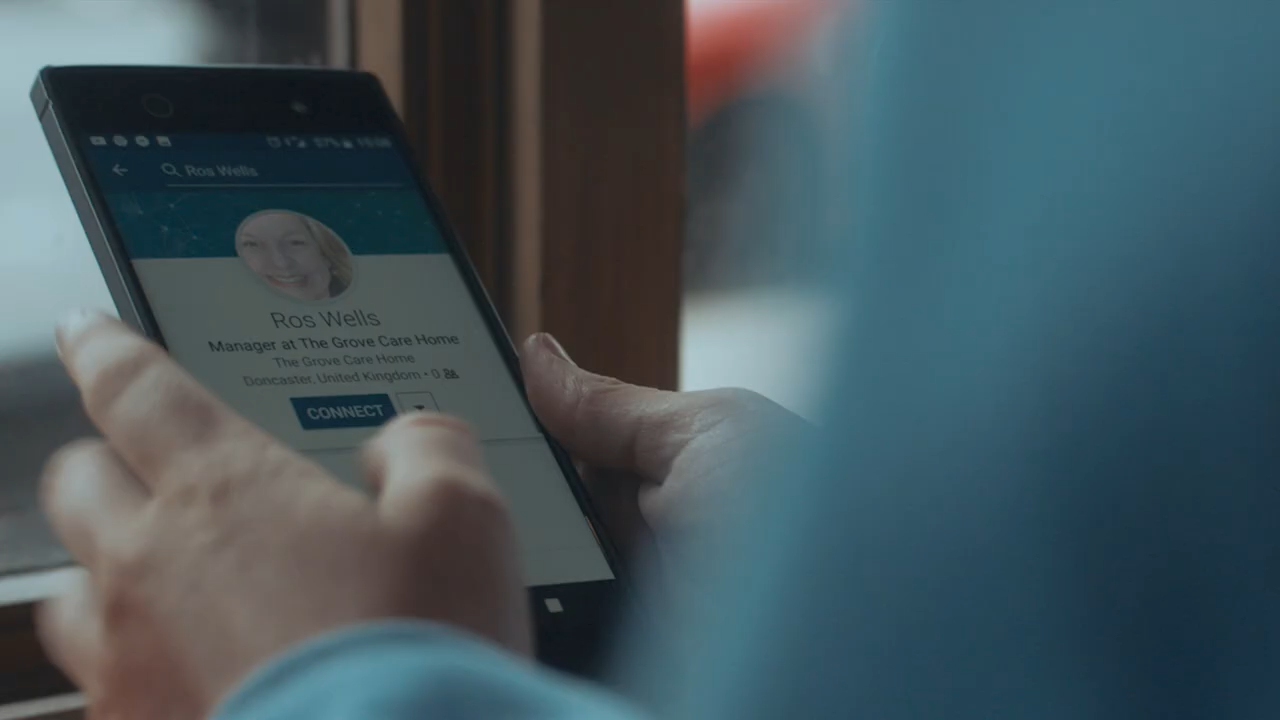 Ros Wells
Ros Wells
Manager at The Grove Care Home
The Grove Care Home
Doncaster, United Kingdom • 0
CONNECT